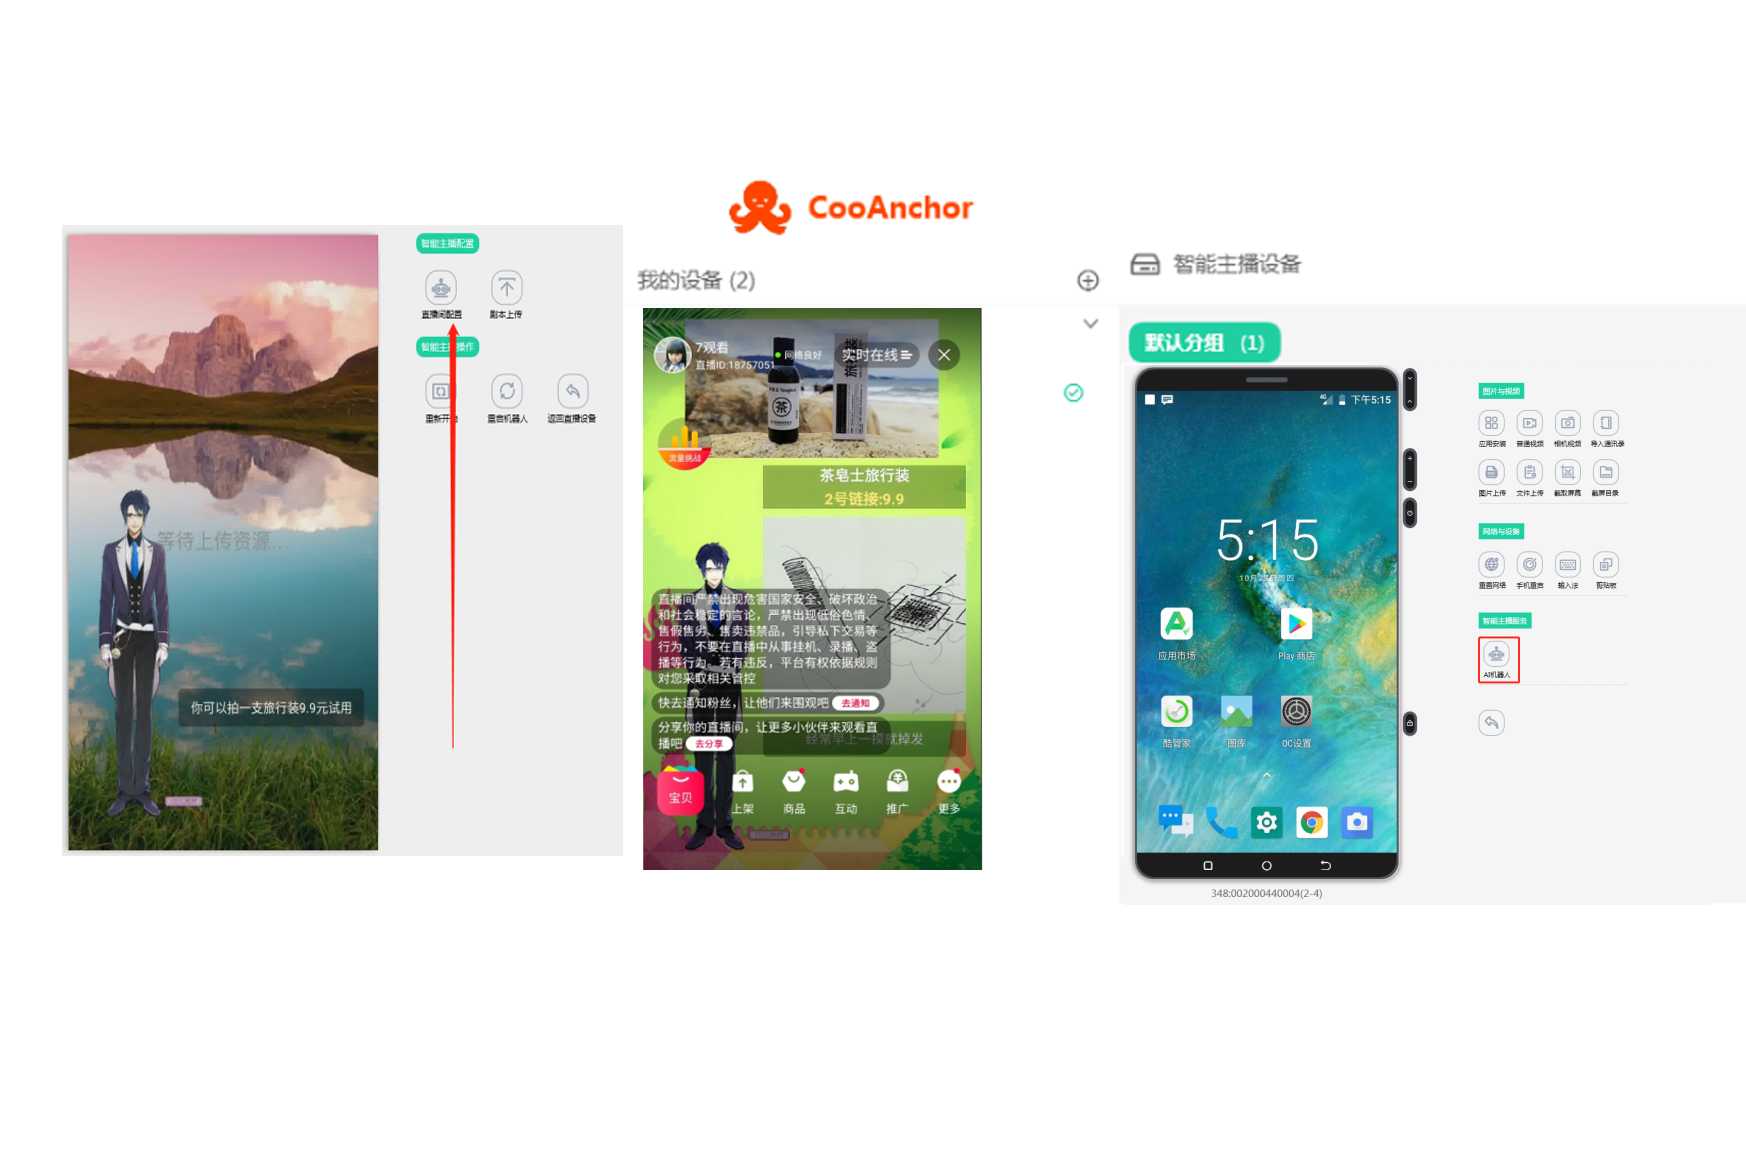 CooAnchor
智能主播配置
直播间配置
副本上传
智能主播操作
重新开
重启机器人
返回直播设备
等待上传资源...
你可以拍一支旅行装9.9元试用
我的设备 (2)
7观看
直播ID:18757051
网络良好
实时在线
茶
流量挑战
茶皂士旅行装
2号链接:9.9
直播间严禁出现危害国家安全、破坏政治
和社会稳定的言论，严禁出现低俗色情、
售假售劣、售卖违禁品，引导私下交易等
行为，不要在直播中从事挂机、录播、盗
播等行为。若有违反，平台有权依据规则
对您采取相关管控
快去通知粉丝，让他们来围观吧 去通知
分享你的直播间，让更多小伙伴来观看直
播吧 去分享
经常早上一摸就掉发
宝贝
上架
商品
互动
推广
更多
智能主播设备
默认分组 (1)
4G
下午5:15
5:15
应用市场
Play 商店
酷管家
图库
OC设置
348:002000440004(2-4)
图片与视频
应用安装
普通视频
相机视频
导入通讯录
图片上传
文件上传
截取屏幕
截屏目录
网络与设备
重置网络
手机重启
输入法
剪贴板
智能主播服务
AI机器人